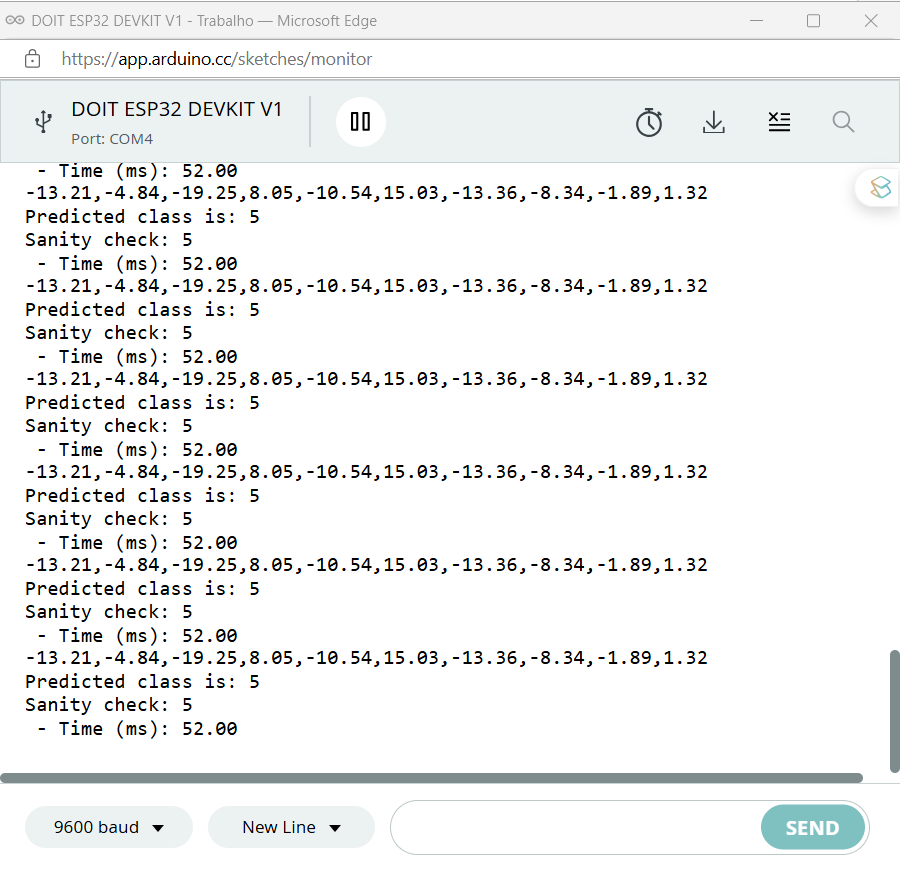 DOIT ESP32 DEVKIT V1 - Trabalho — Microsoft Edge
https://app.arduino.cc/sketches/monitor
DOIT ESP32 DEVKIT V1
Port: COM4
- Time (ms): 52.00
-13.21,-4.84,-19.25,8.05,-10.54,15.03,-13.36,-8.34,-1.89,1.32
Predicted class is: 5
Sanity check: 5
- Time (ms): 52.00
-13.21,-4.84,-19.25,8.05,-10.54,15.03,-13.36,-8.34,-1.89,1.32
Predicted class is: 5
Sanity check: 5
- Time (ms): 52.00
-13.21,-4.84,-19.25,8.05,-10.54,15.03,-13.36,-8.34,-1.89,1.32
Predicted class is: 5
Sanity check: 5
- Time (ms): 52.00
-13.21,-4.84,-19.25,8.05,-10.54,15.03,-13.36,-8.34,-1.89,1.32
Predicted class is: 5
Sanity check: 5
- Time (ms): 52.00
-13.21,-4.84,-19.25,8.05,-10.54,15.03,-13.36,-8.34,-1.89,1.32
Predicted class is: 5
Sanity check: 5
- Time (ms): 52.00
-13.21,-4.84,-19.25,8.05,-10.54,15.03,-13.36,-8.34,-1.89,1.32
Predicted class is: 5
Sanity check: 5
- Time (ms): 52.00
9600 baud
New Line
SEND